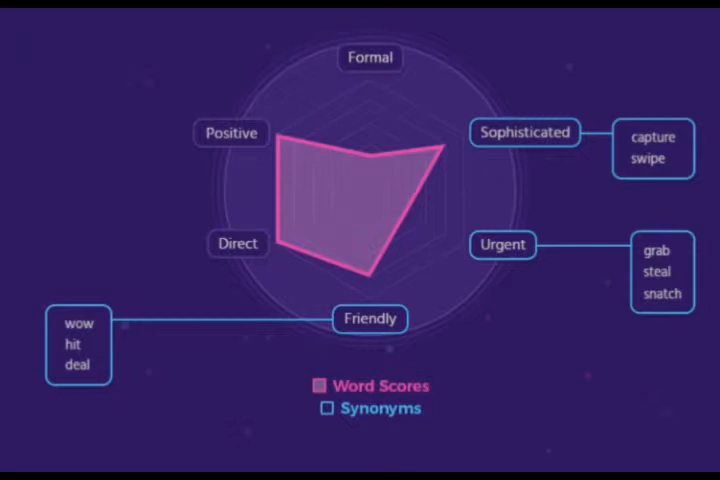 Formal
Positive
Sophisticated
capture
swipe
Direct
Urgent
grab
steal
snatch
Friendly
wow
hit
deal
Word Scores
Synonyms